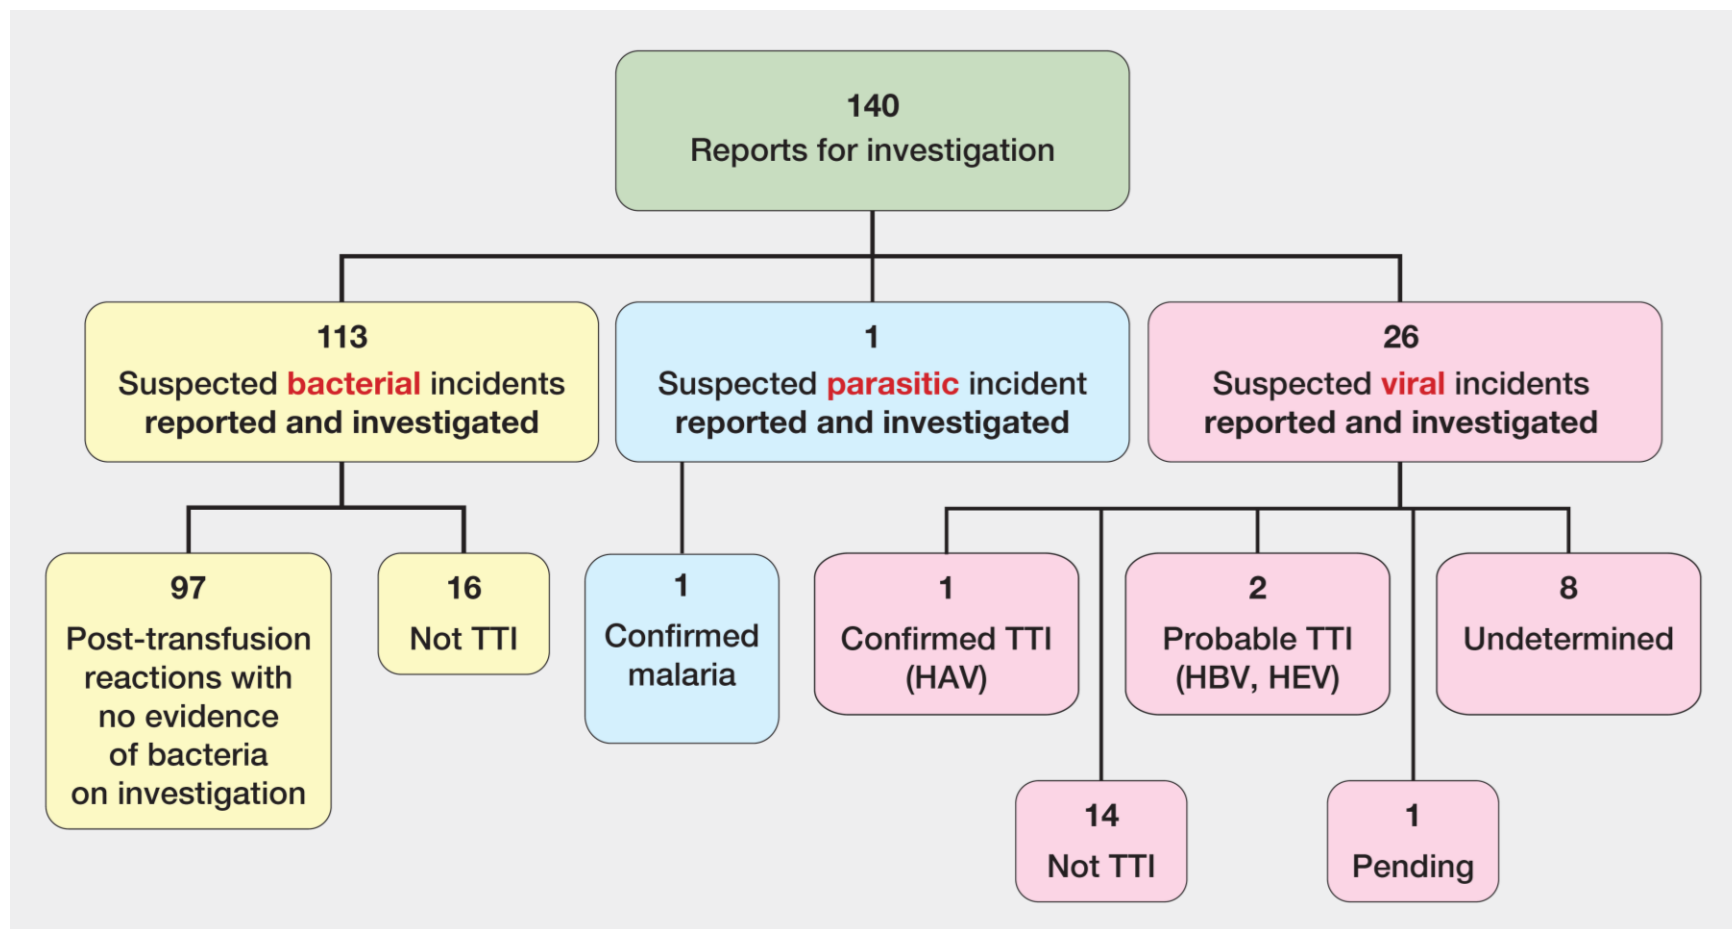 140
Reports for investigation
113
Suspected bacterial incidents
reported and investigated
1
Suspected parasitic incident
reported and investigated
26
Suspected viral incidents
reported and investigated
97
Post-transfusion
reactions with
no evidence
of bacteria
on investigation
16
Not TTI
1
Confirmed
malaria
1
Confirmed TTI
(HAV)
2
Probable TTI
(HBV, HEV)
8
Undetermined
14
Not TTI
1
Pending